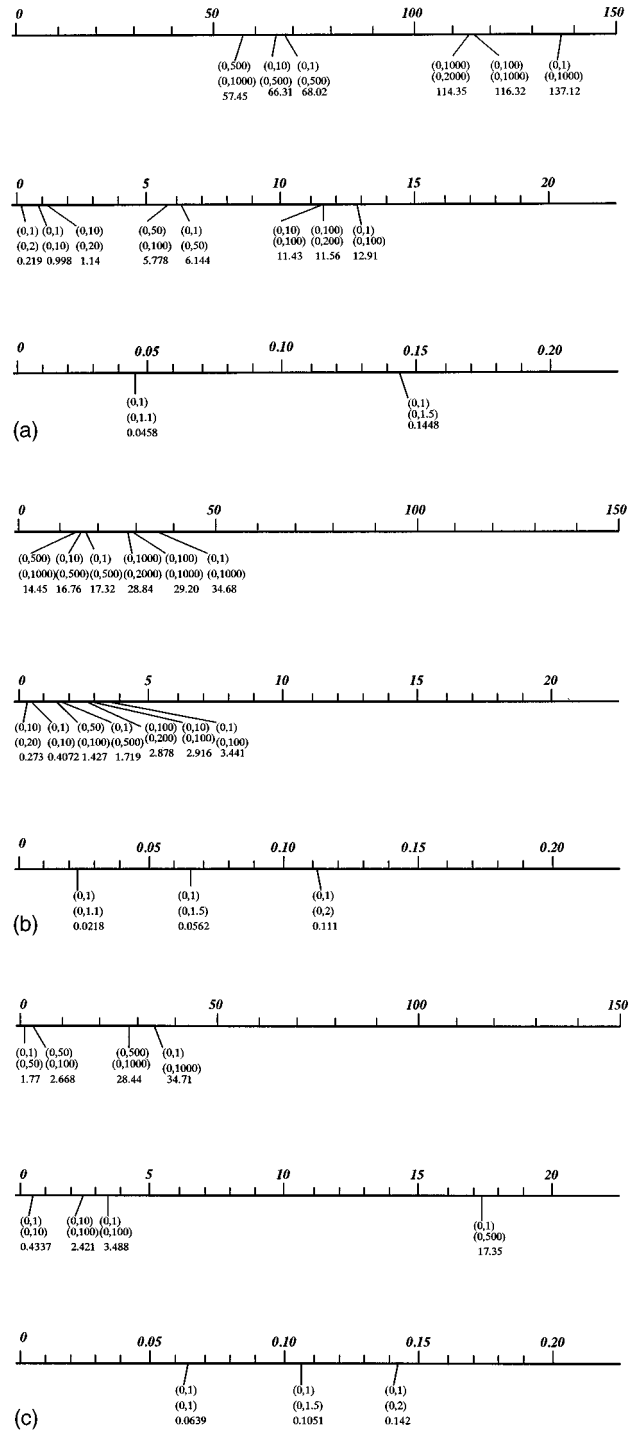 0 50 100 150
(0,500) (0,10) (0,1) (0,1000) (0,100) (0,1)
(0,1000) (0,500) (0,500) (0,2000) (0,1000) (0,1000)
57.45 66.31 68.02 114.35 116.32 137.12
0 5 10 15 20
(0,1) (0,1) (0,10) (0,50) (0,1) (0,10) (0,100) (0,1)
(0,2) (0,10) (0,20) (0,100) (0,50) (0,100) (0,200) (0,100)
0.219 0.998 1.14 5.778 6.144 11.43 11.56 12.91
0 0.05 0.10 0.15 0.20
(0,1) (0,1)
(0,1.1) (0,1.5)
0.0458 0.1448
(a)
0 50 100 150
(0,500) (0,10) (0,1) (0,1000) (0,100) (0,1)
(0,1000) (0,500) (0,500) (0,2000) (0,1000) (0,1000)
14.45 16.76 17.32 28.84 29.20 34.68
0 5 10 15 20
(0,10) (0,1) (0,50) (0,1) (0,100) (0,10) (0,1)
(0,20) (0,10) (0,100) (0,500) (0,200) (0,100) (0,100)
0.273 0.4072 1.427 1.719 2.878 2.916 3.441
0 0.05 0.10 0.15 0.20
(0,1) (0,1) (0,1)
(0,1.1) (0,1.5) (0,2)
0.0218 0.0562 0.111
(b)
0 50 100 150
(0,1) (0,50) (0,500) (0,1)
(0,50) (0,100) (0,1000) (0,1000)
1.77 2.668 28.44 34.71
0 5 10 15 20
(0,1) (0,10) (0,1) (0,1)
(0,10) (0,100) (0,100) (0,500)
0.4337 2.421 3.488 17.35
0 0.05 0.10 0.15 0.20
(0,1) (0,1) (0,1)
(0,1) (0,1.5) (0,2)
0.0639 0.1051 0.142
(c)